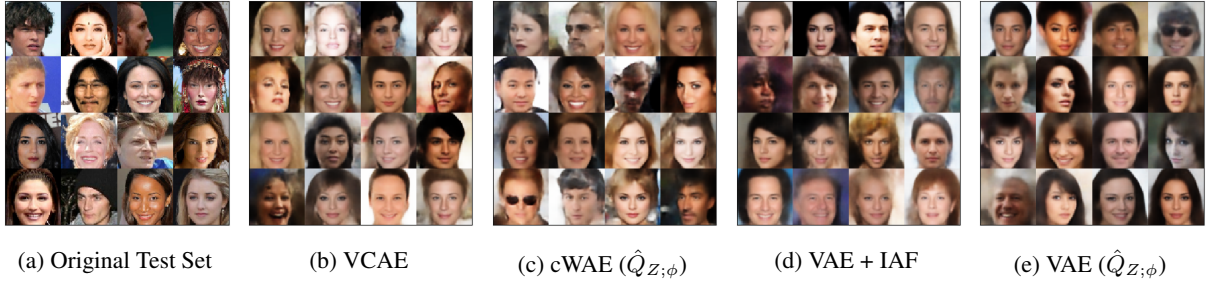 (a) Original Test Set
(b) VCAE
(c) cWAE (Q̂_{Z;ϕ})
(d) VAE + IAF
(e) VAE (Q̂_{Z;ϕ})